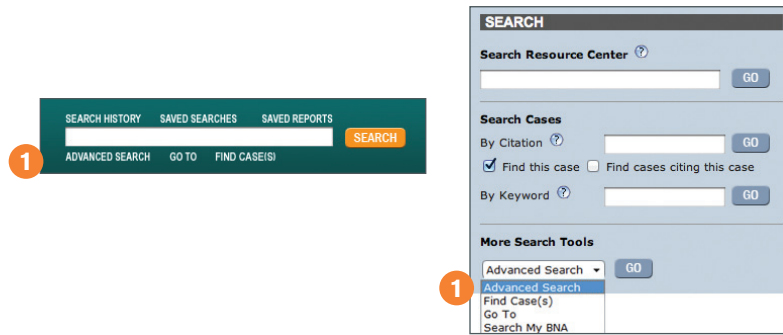 SEARCH HISTORY SAVED SEARCHES SAVED REPORTS
SEARCH
1
ADVANCED SEARCH GO TO FIND CASE(S)
SEARCH
Search Resource Center ?
GO
Search Cases
By Citation ?
GO
Find this case Find cases citing this case
By Keyword ?
GO
More Search Tools
Advanced Search GO
1
Advanced Search
Find Case(s)
Go To
Search My BNA